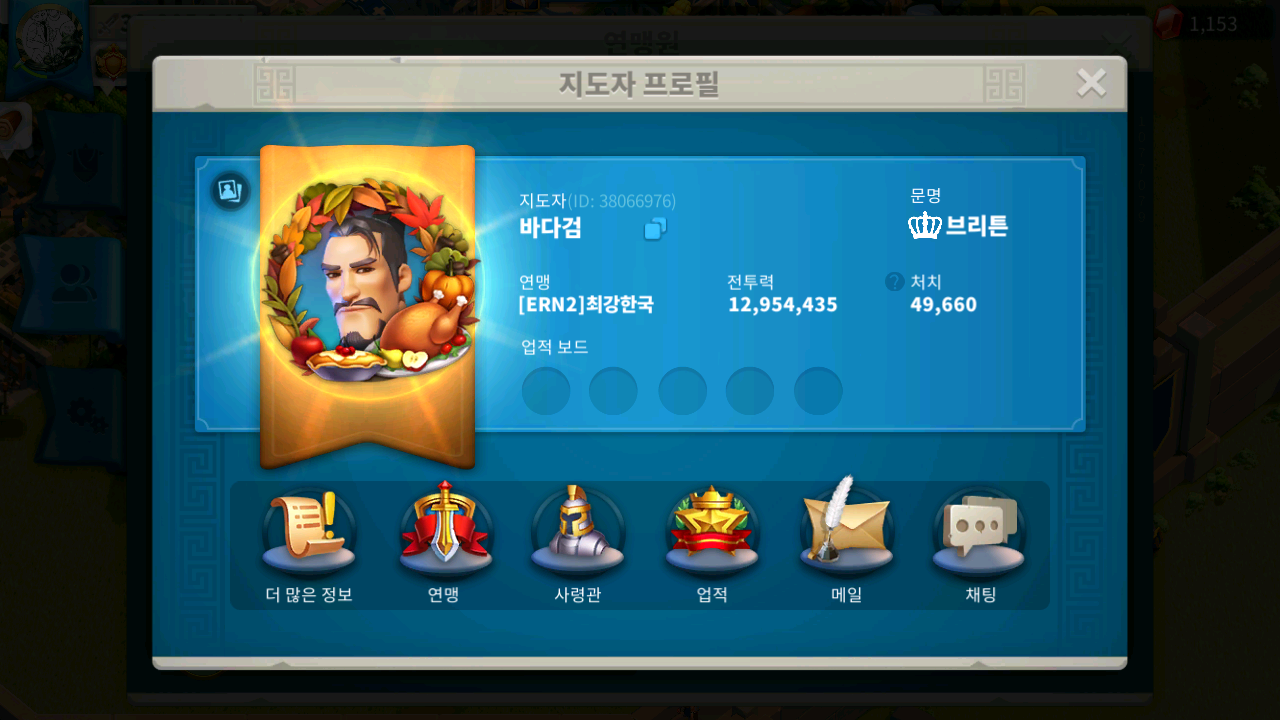 연맹원
1,153
지도자 프로필
지도자(ID: 38066976)
바다검
문명
브리튼
연맹
[ERN2]최강한국
전투력
12,954,435
? 처치
49,660
업적 보드
더 많은 정보
연맹
사령관
업적
메일
채팅